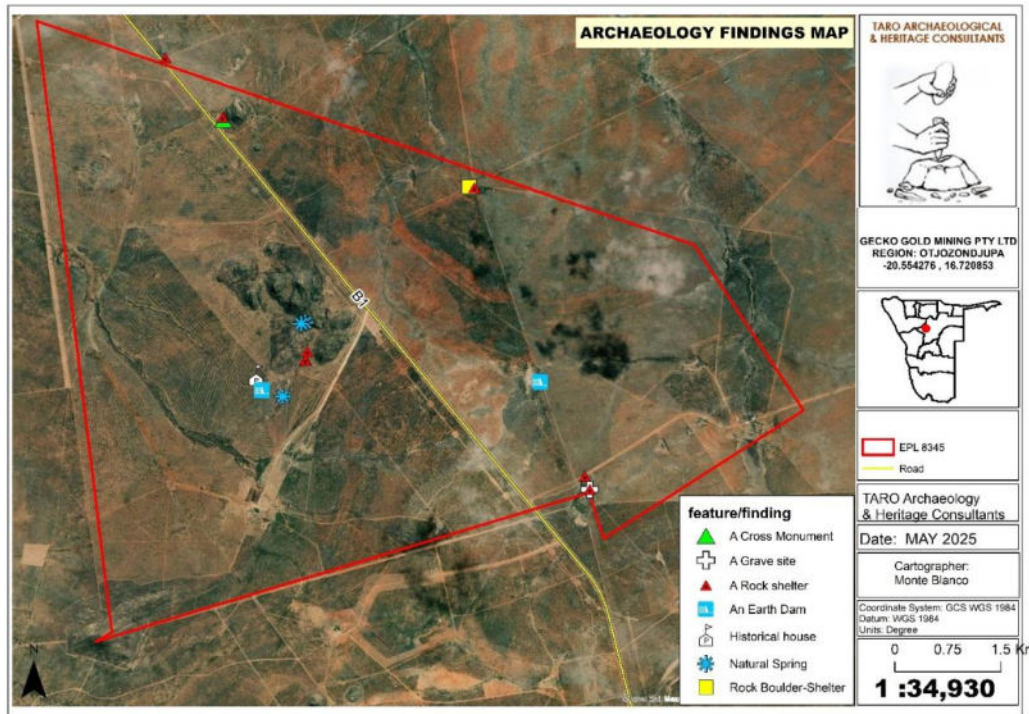 ARCHAEOLOGY FINDINGS MAP
B1
feature/finding
A Cross Monument
A Grave site
A Rock shelter
An Earth Dam
Historical house
Natural Spring
Rock Boulder-Shelter
N
TARO ARCHAEOLOGICAL
& HERITAGE CONSULTANTS
GECKO GOLD MINING PTY LTD
REGION: OTJOZONDJUPA
-20.554276 , 16.720853
EPL 8345
Road
TARO Archaeology
& Heritage Consultants
Date: MAY 2025
Cartographer:
Monte Blanco
Coordinate System: GCS WGS 1984
Datum: WGS 1984
Units: Degree
0 0.75 1.5 Kr
1 :34,930